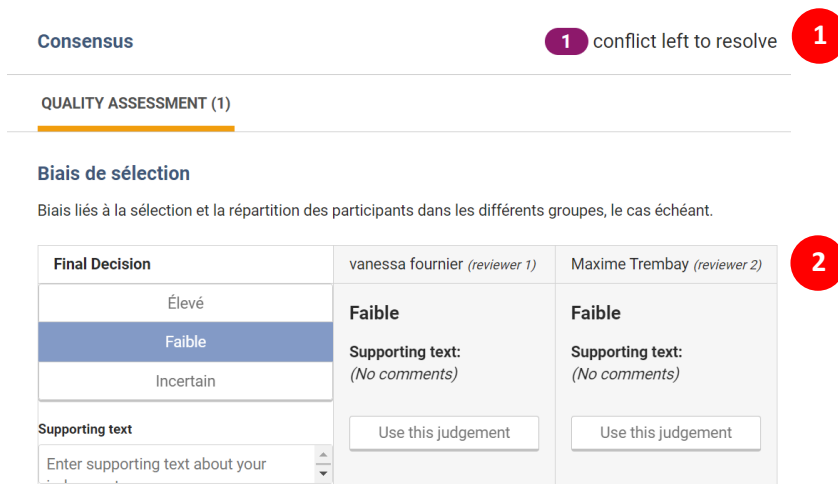 Consensus
1 conflict left to resolve
1
QUALITY ASSESSMENT (1)
Biais de sélection
Biais liés à la sélection et la répartition des participants dans les différents groupes, le cas échéant.
Final Decision
vanessa fournier (reviewer 1)
Maxime Trembay (reviewer 2)
2
Élevé
Faible
Incertain
Supporting text
Enter supporting text about your
Faible
Supporting text:
(No comments)
Use this judgement
Faible
Supporting text:
(No comments)
Use this judgement